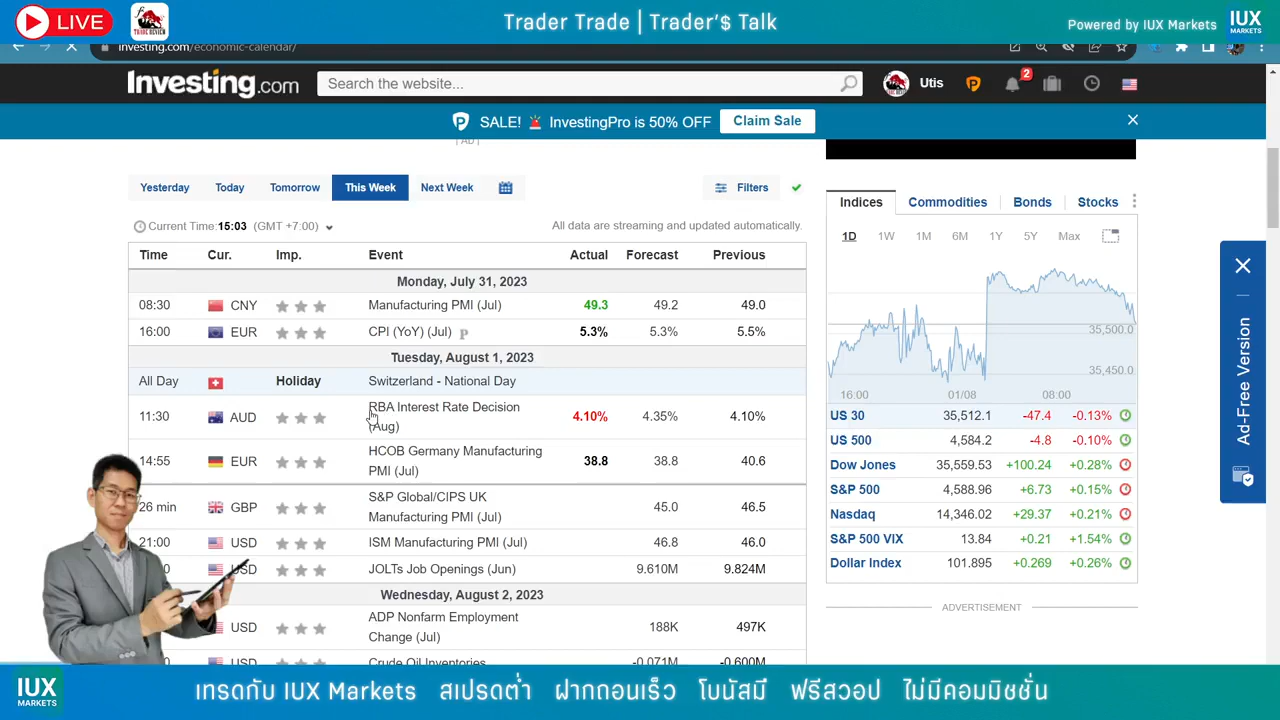 LIVE
TRADE REVIEW
Trader Trade | Trader'$ Talk
Powered by IUX Markets
IUX
MARKETS
investing.com/economic-calendar/
Investing.com
Search the website...
Utis
2
SALE! InvestingPro is 50% OFF
Claim Sale
[ AD ]
Yesterday
Today
Tomorrow
This Week
Next Week
Filters
Current Time: 15:03 (GMT +7:00)
All data are streaming and updated automatically.
Time Cur. Imp. Event Actual Forecast Previous
Monday, July 31, 2023
08:30 CNY Manufacturing PMI (Jul) 49.3 49.2 49.0
16:00 EUR CPI (YoY) (Jul) P 5.3% 5.3% 5.5%
Tuesday, August 1, 2023
All Day Holiday Switzerland - National Day
11:30 AUD RBA Interest Rate Decision (Aug) 4.10% 4.35% 4.10%
14:55 EUR HCOB Germany Manufacturing PMI (Jul) 38.8 38.8 40.6
26 min GBP S&P Global/CIPS UK Manufacturing PMI (Jul) 45.0 46.5
21:00 USD ISM Manufacturing PMI (Jul) 46.8 46.0
USD JOLTs Job Openings (Jun) 9.610M 9.824M
Wednesday, August 2, 2023
USD ADP Nonfarm Employment Change (Jul) 188K 497K
USD Crude Oil Inventories -0.071M -0.600M
Indices Commodities Bonds Stocks
1D 1W 1M 6M 1Y 5Y Max
35,500.0
35,450.0
16:00 01/08 08:00
US 30 35,512.1 -47.4 -0.13%
US 500 4,584.2 -4.8 -0.10%
Dow Jones 35,559.53 +100.24 +0.28%
S&P 500 4,588.96 +6.73 +0.15%
Nasdaq 14,346.02 +29.37 +0.21%
S&P 500 VIX 13.84 +0.21 +1.54%
Dollar Index 101.895 +0.269 +0.26%
ADVERTISEMENT
Ad-Free Version
IUX
MARKETS
เทรดกับ IUX Markets สเปรดต่ำ ฝากถอนเร็ว โบนัสมี ฟรีสวอป ไม่มีคอมมิชชั่น